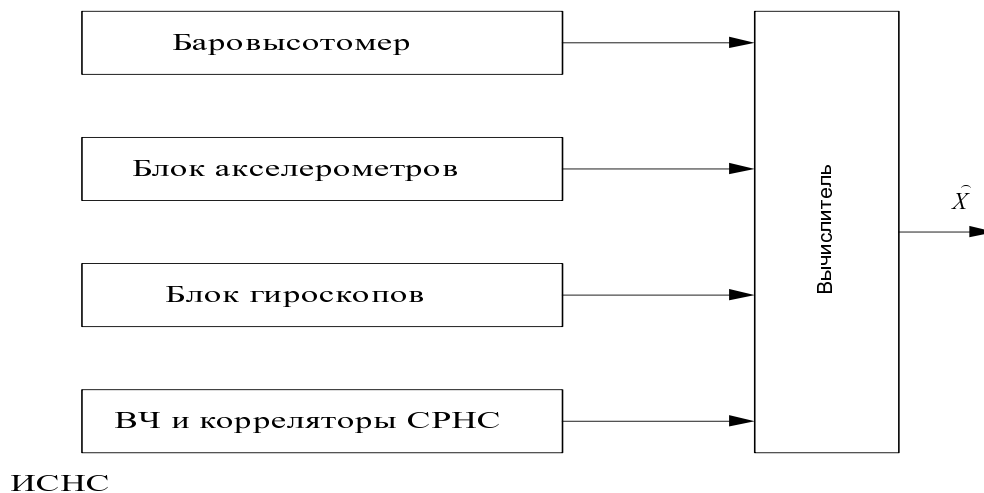 Баровысотомер
Блок акселерометров
Блок гироскопов
ВЧ и корреляторы СРНС
Вычислитель
X̂
ИСНС